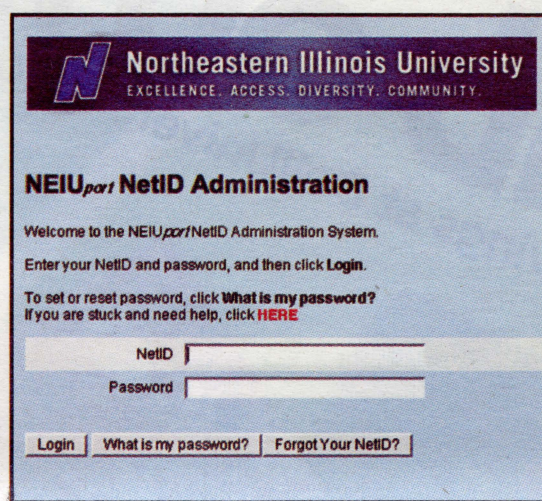 Northeastern Illinois University
EXCELLENCE. ACCESS. DIVERSITY. COMMUNITY.
NEIUport NetID Administration
Welcome to the NEIUport NetID Administration System.
Enter your NetID and password, and then click Login.
To set or reset password, click What is my password?
If you are stuck and need help, click HERE
NetID
Password
Login What is my password? Forgot Your NetID?